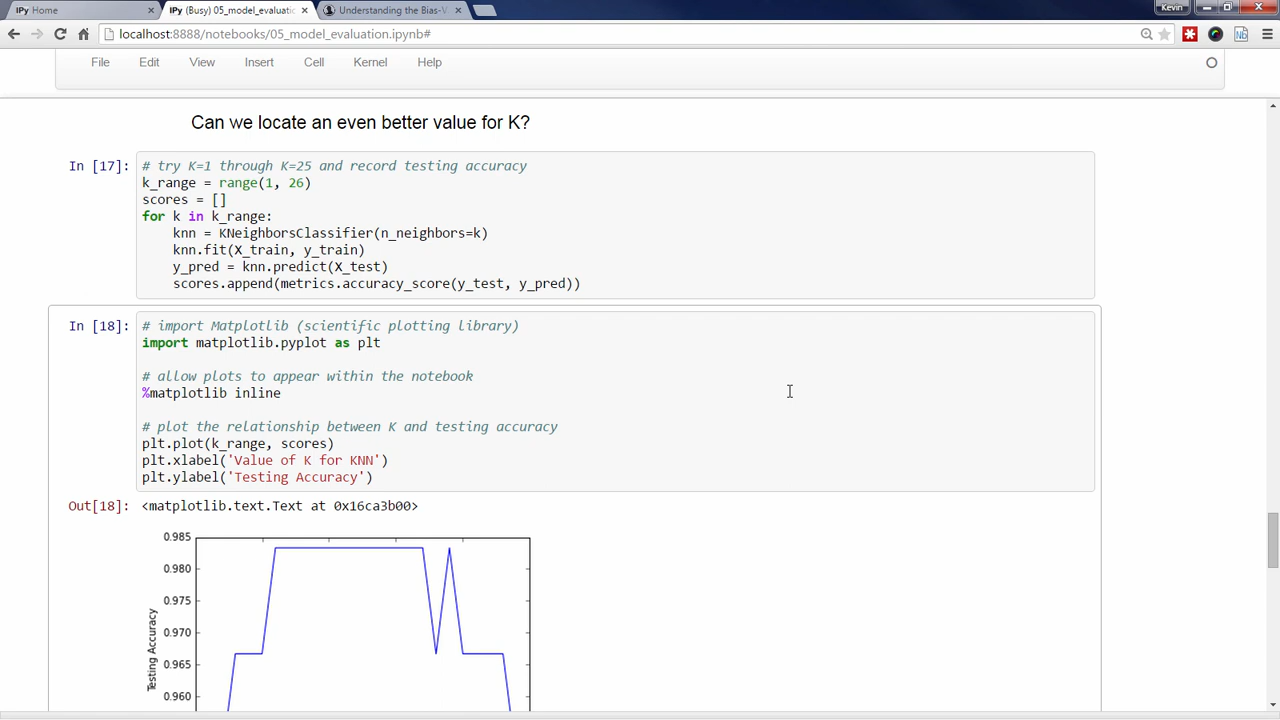 IPy Home
IPy (Busy) 05_model_evaluatic
Understanding the Bias-V
Kevin
localhost:8888/notebooks/05_model_evaluation.ipynb#
File Edit View Insert Cell Kernel Help
Can we locate an even better value for K?
In [17]:
# try K=1 through K=25 and record testing accuracy
k_range = range(1, 26)
scores = []
for k in k_range:
knn = KNeighborsClassifier(n_neighbors=k)
knn.fit(X_train, y_train)
y_pred = knn.predict(X_test)
scores.append(metrics.accuracy_score(y_test, y_pred))
In [18]:
# import Matplotlib (scientific plotting library)
import matplotlib.pyplot as plt
# allow plots to appear within the notebook
%matplotlib inline
# plot the relationship between K and testing accuracy
plt.plot(k_range, scores)
plt.xlabel('Value of K for KNN')
plt.ylabel('Testing Accuracy')
Out[18]: <matplotlib.text.Text at 0x16ca3b00>
0.985
0.980
0.975
0.970
0.965
0.960
Testing Accuracy